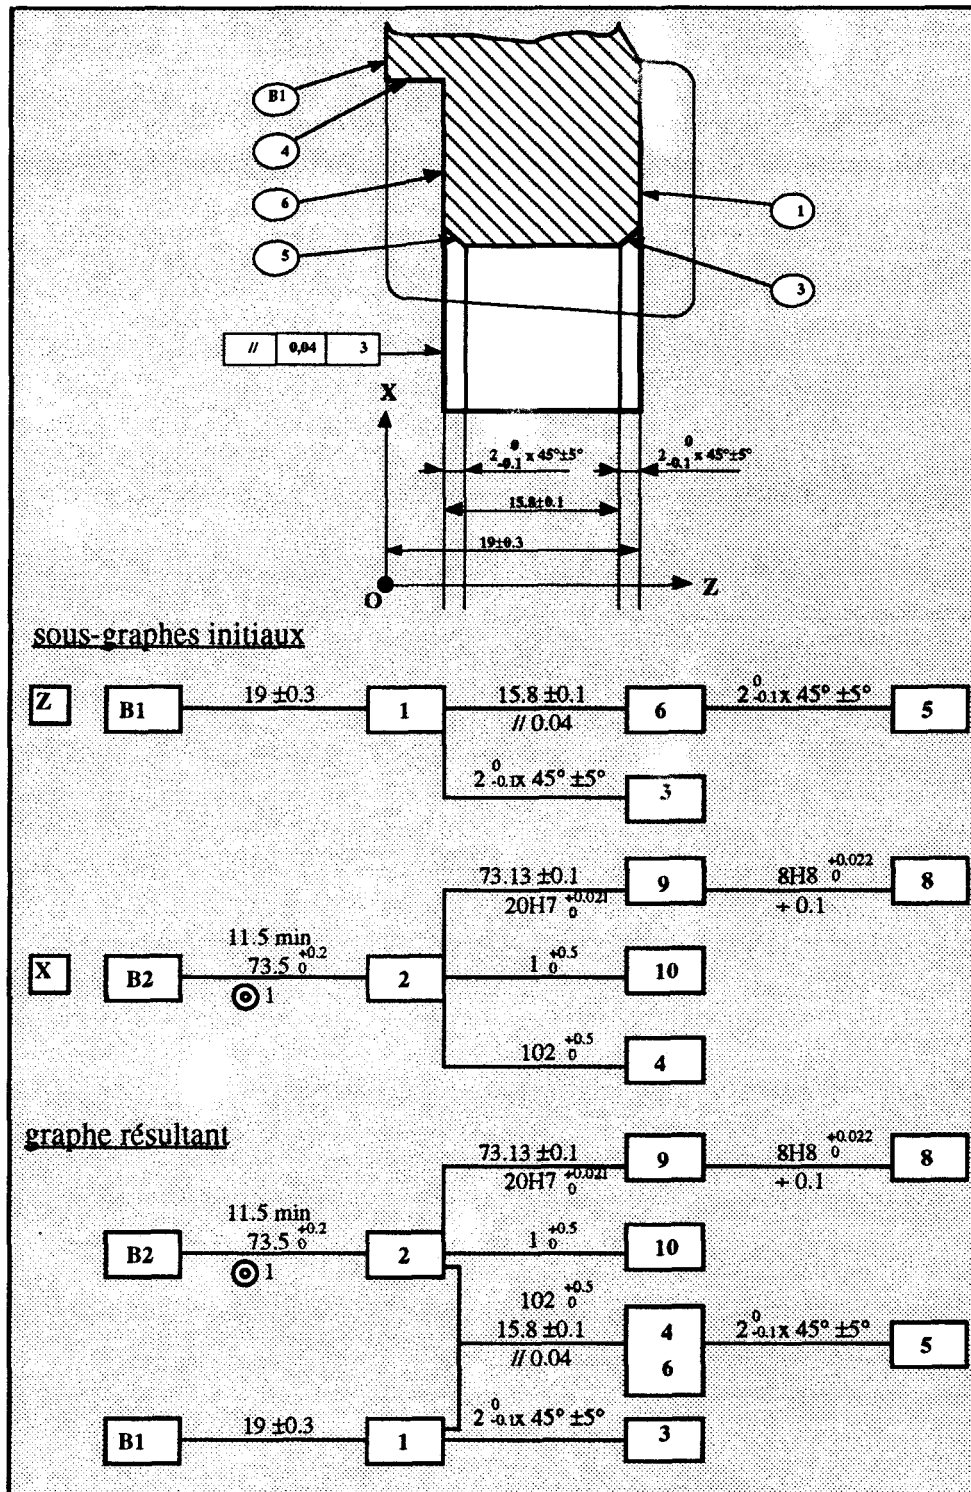 B1
4
6
1
5
3
// 0,04 3
X
2 0 -0.1 x 45° ±5° 2 0 -0.1 x 45° ±5°
15.8±0.1
19±0.3
O Z
sous-graphes initiaux
Z B1 19 ±0.3 1 15.8 ±0.1 // 0.04 6 2 0 -0.1 x 45° ±5° 5
2 0 -0.1 x 45° ±5° 3
73.13 ±0.1 20H7 +0.021 0 9 8H8 +0.022 0 ÷ 0.1 8
X B2 11.5 min 73.5 +0.2 0 ◎ 1 2 1 +0.5 0 10
102 +0.5 0 4
graphe résultant
73.13 ±0.1 20H7 +0.021 0 9 8H8 +0.022 0 ÷ 0.1 8
B2 11.5 min 73.5 +0.2 0 ◎ 1 2 1 +0.5 0 10
102 +0.5 0 4
15.8 ±0.1 // 0.04 6 2 0 -0.1 x 45° ±5° 5
B1 19 ±0.3 1 2 0 -0.1 x 45° ±5° 3